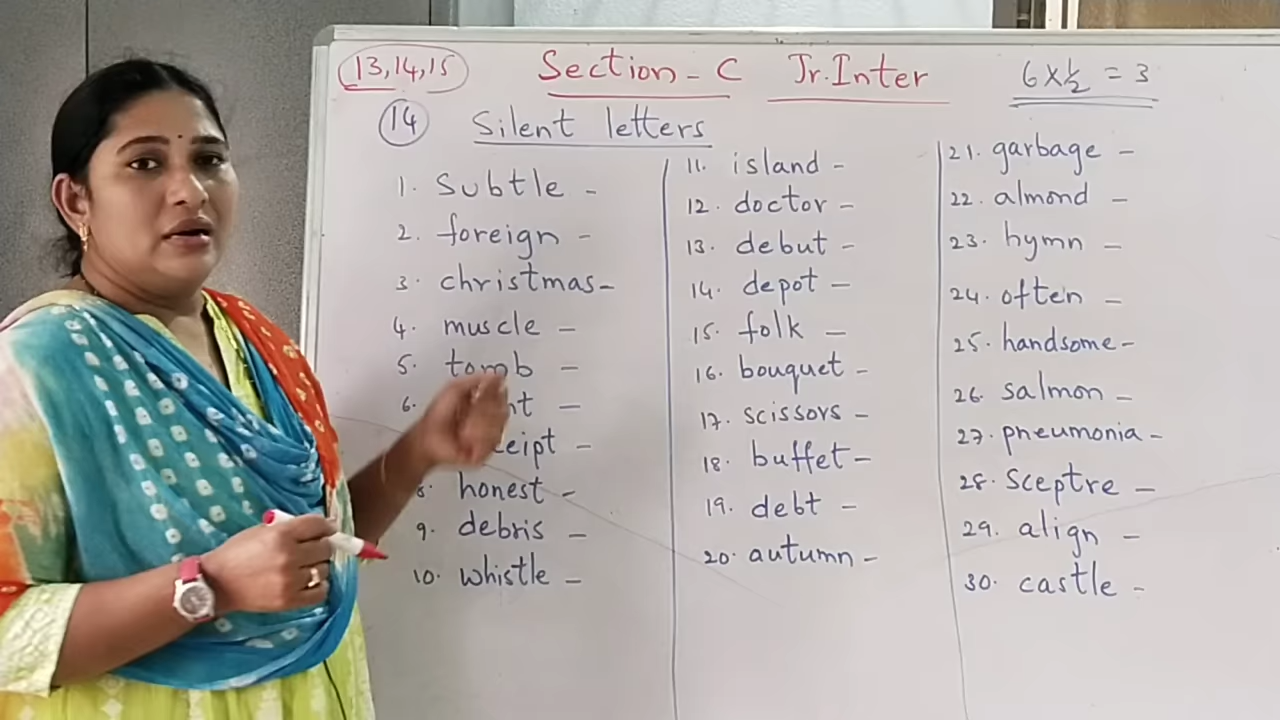 13,14,15 Section - C Jr.Inter 6 x ½ = 3
14 Silent letters
1. Subtle -
2. foreign -
3. christmas -
4. muscle -
5. tomb -
6. nt -
ceipt -
8. honest -
9. debris -
10. whistle -
11. island -
12. doctor -
13. debut -
14. depot -
15. folk -
16. bouquet -
17. scissors -
18. buffet -
19. debt -
20. autumn -
21. garbage -
22. almond -
23. hymn -
24. often -
25. handsome -
26. salmon -
27. pneumonia -
28. Sceptre -
29. align -
30. castle -